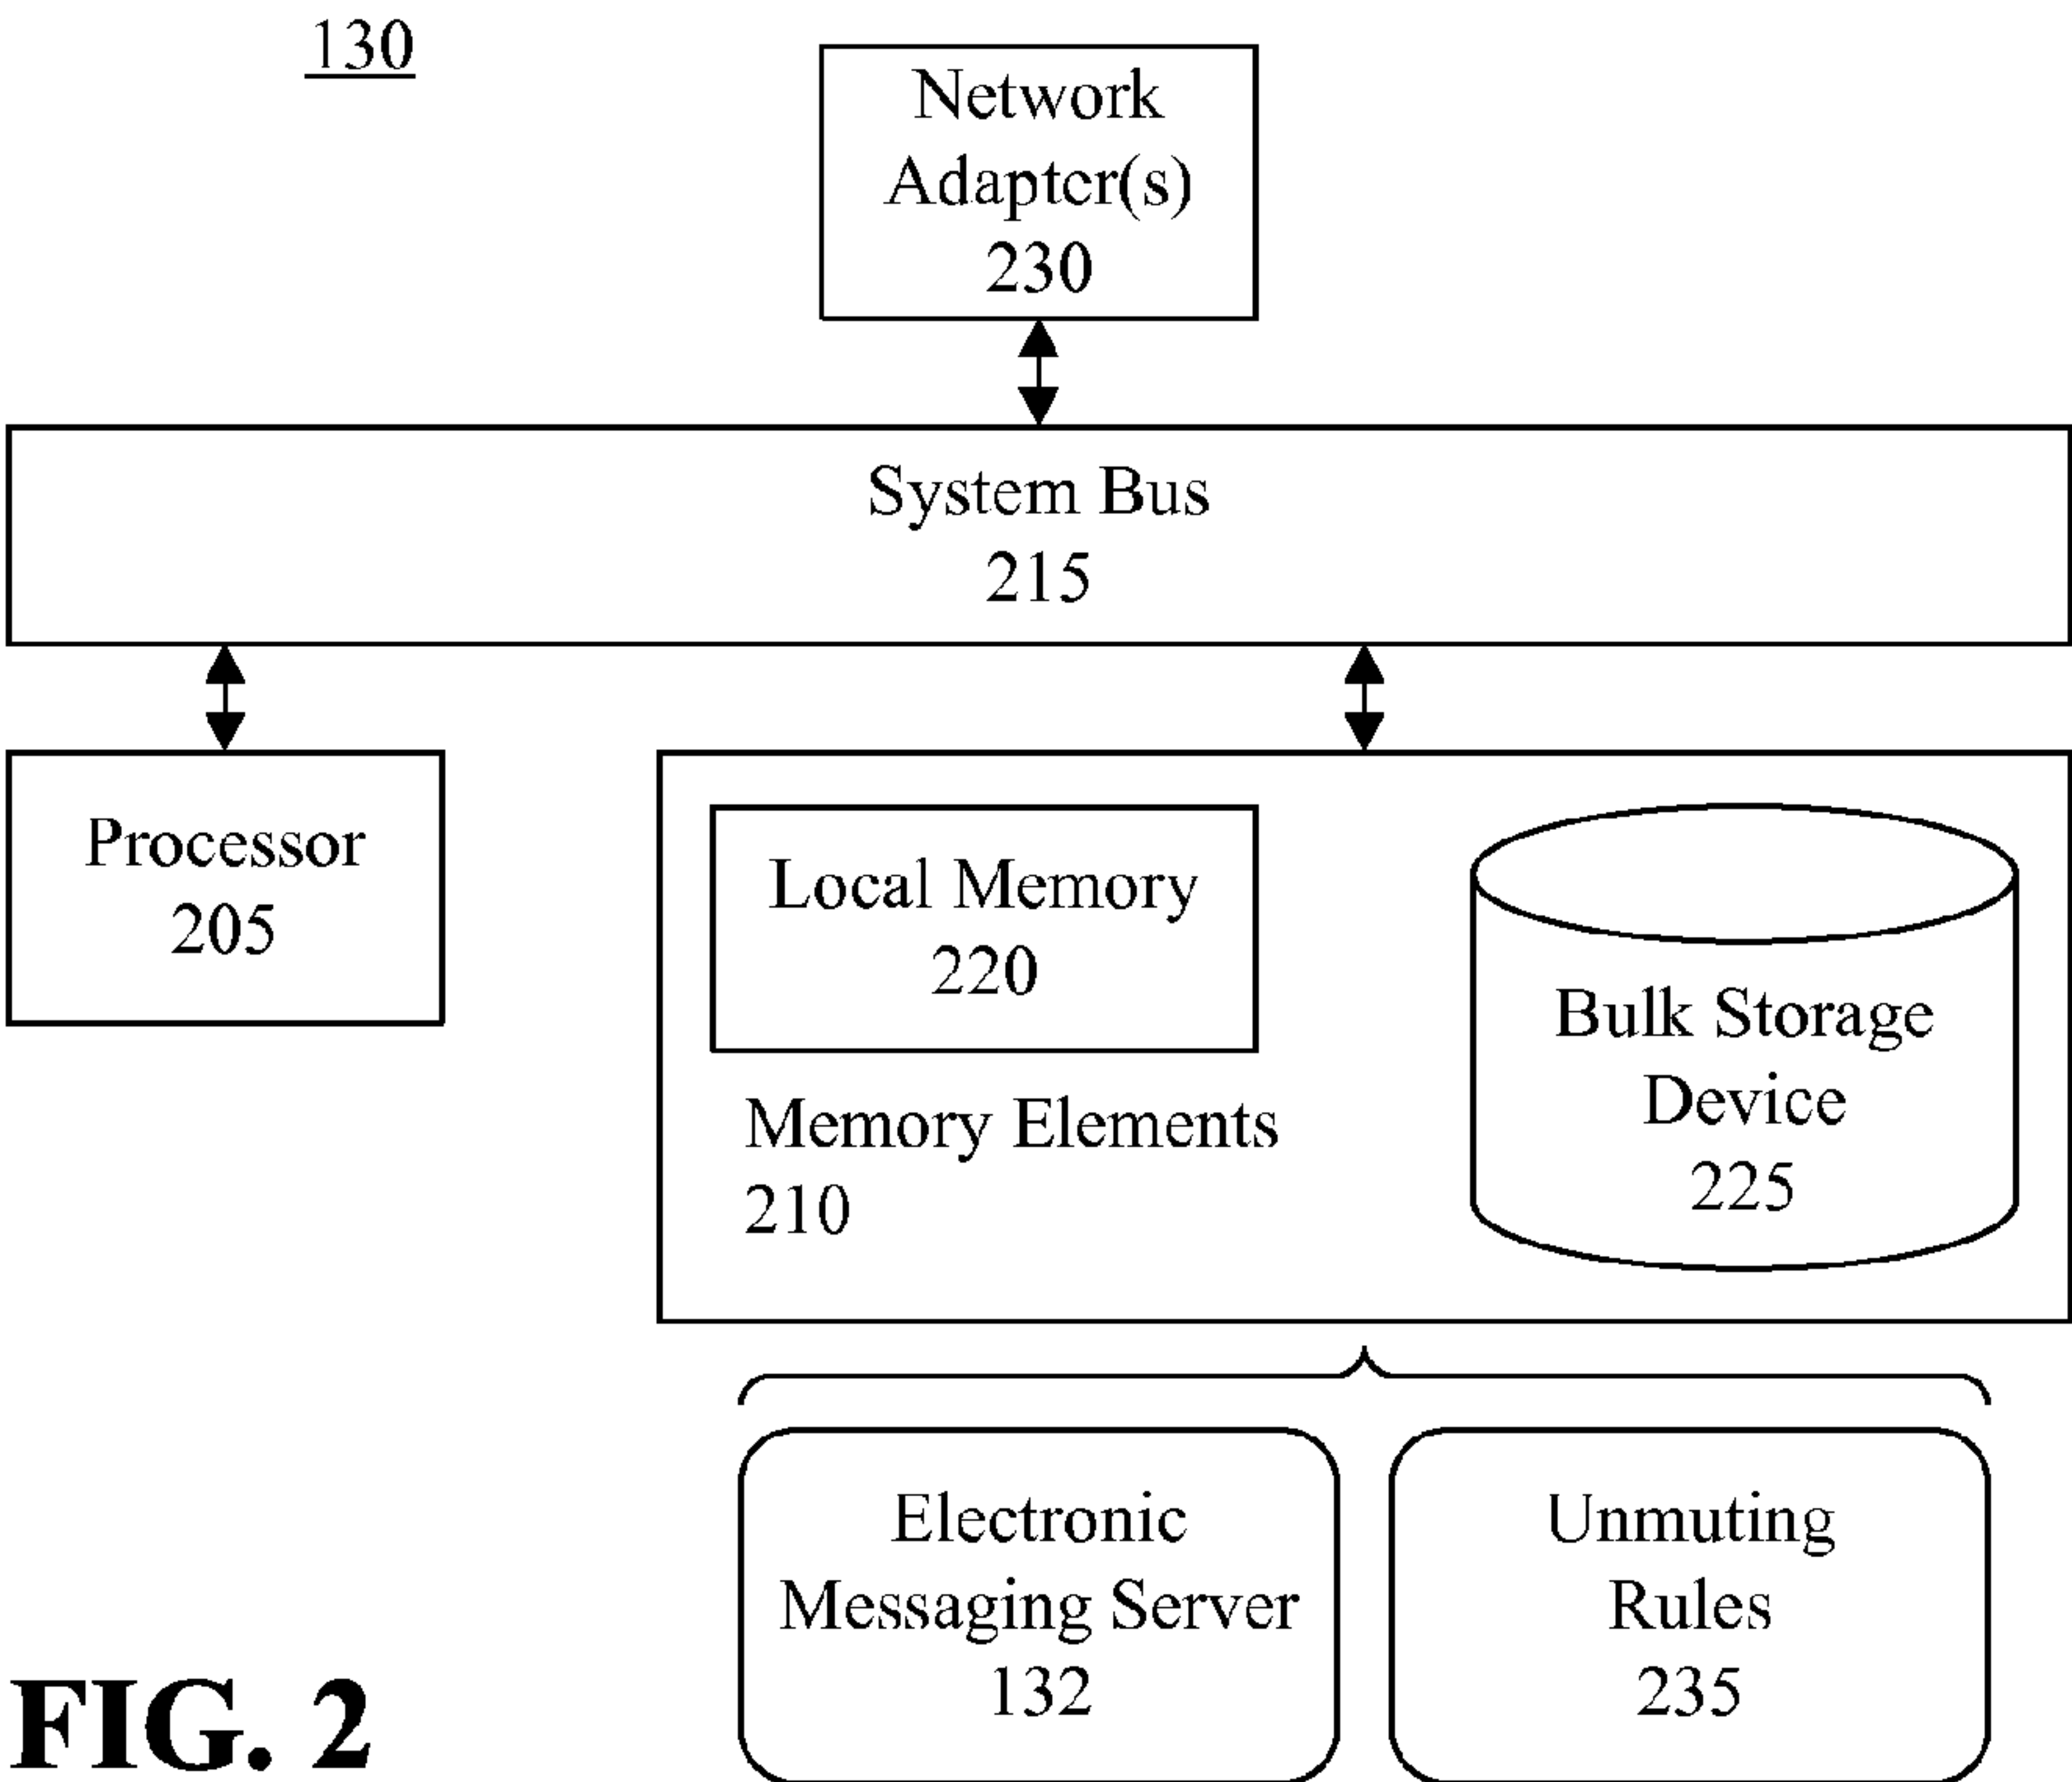 130
Network
Adapter(s)
230
System Bus
215
Processor
205
Local Memory
220
Memory Elements
210
Bulk Storage
Device
225
Electronic
Messaging Server
132
Unmuting
Rules
235
FIG. 2